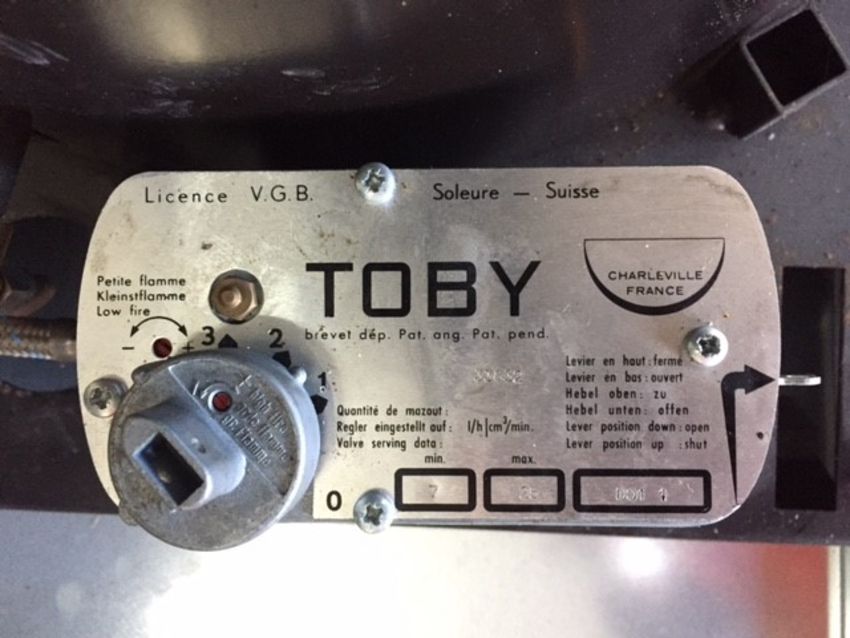 Licence V.G.B. Soleure — Suisse
TOBY
brevet dép. Pat. ang. Pat. pend.
CHARLEVILLE
FRANCE
Petite flamme
Kleinstflamme
Low fire
− +
3
2
1
0
Quantité de mazout :
Regler eingestellt auf : l/h|cm³/min.
Valve serving data :
min. max.
7
Levier en haut : fermé
Levier en bas : ouvert
Hebel oben : zu
Hebel unten : offen
Lever position down : open
Lever position up : shut